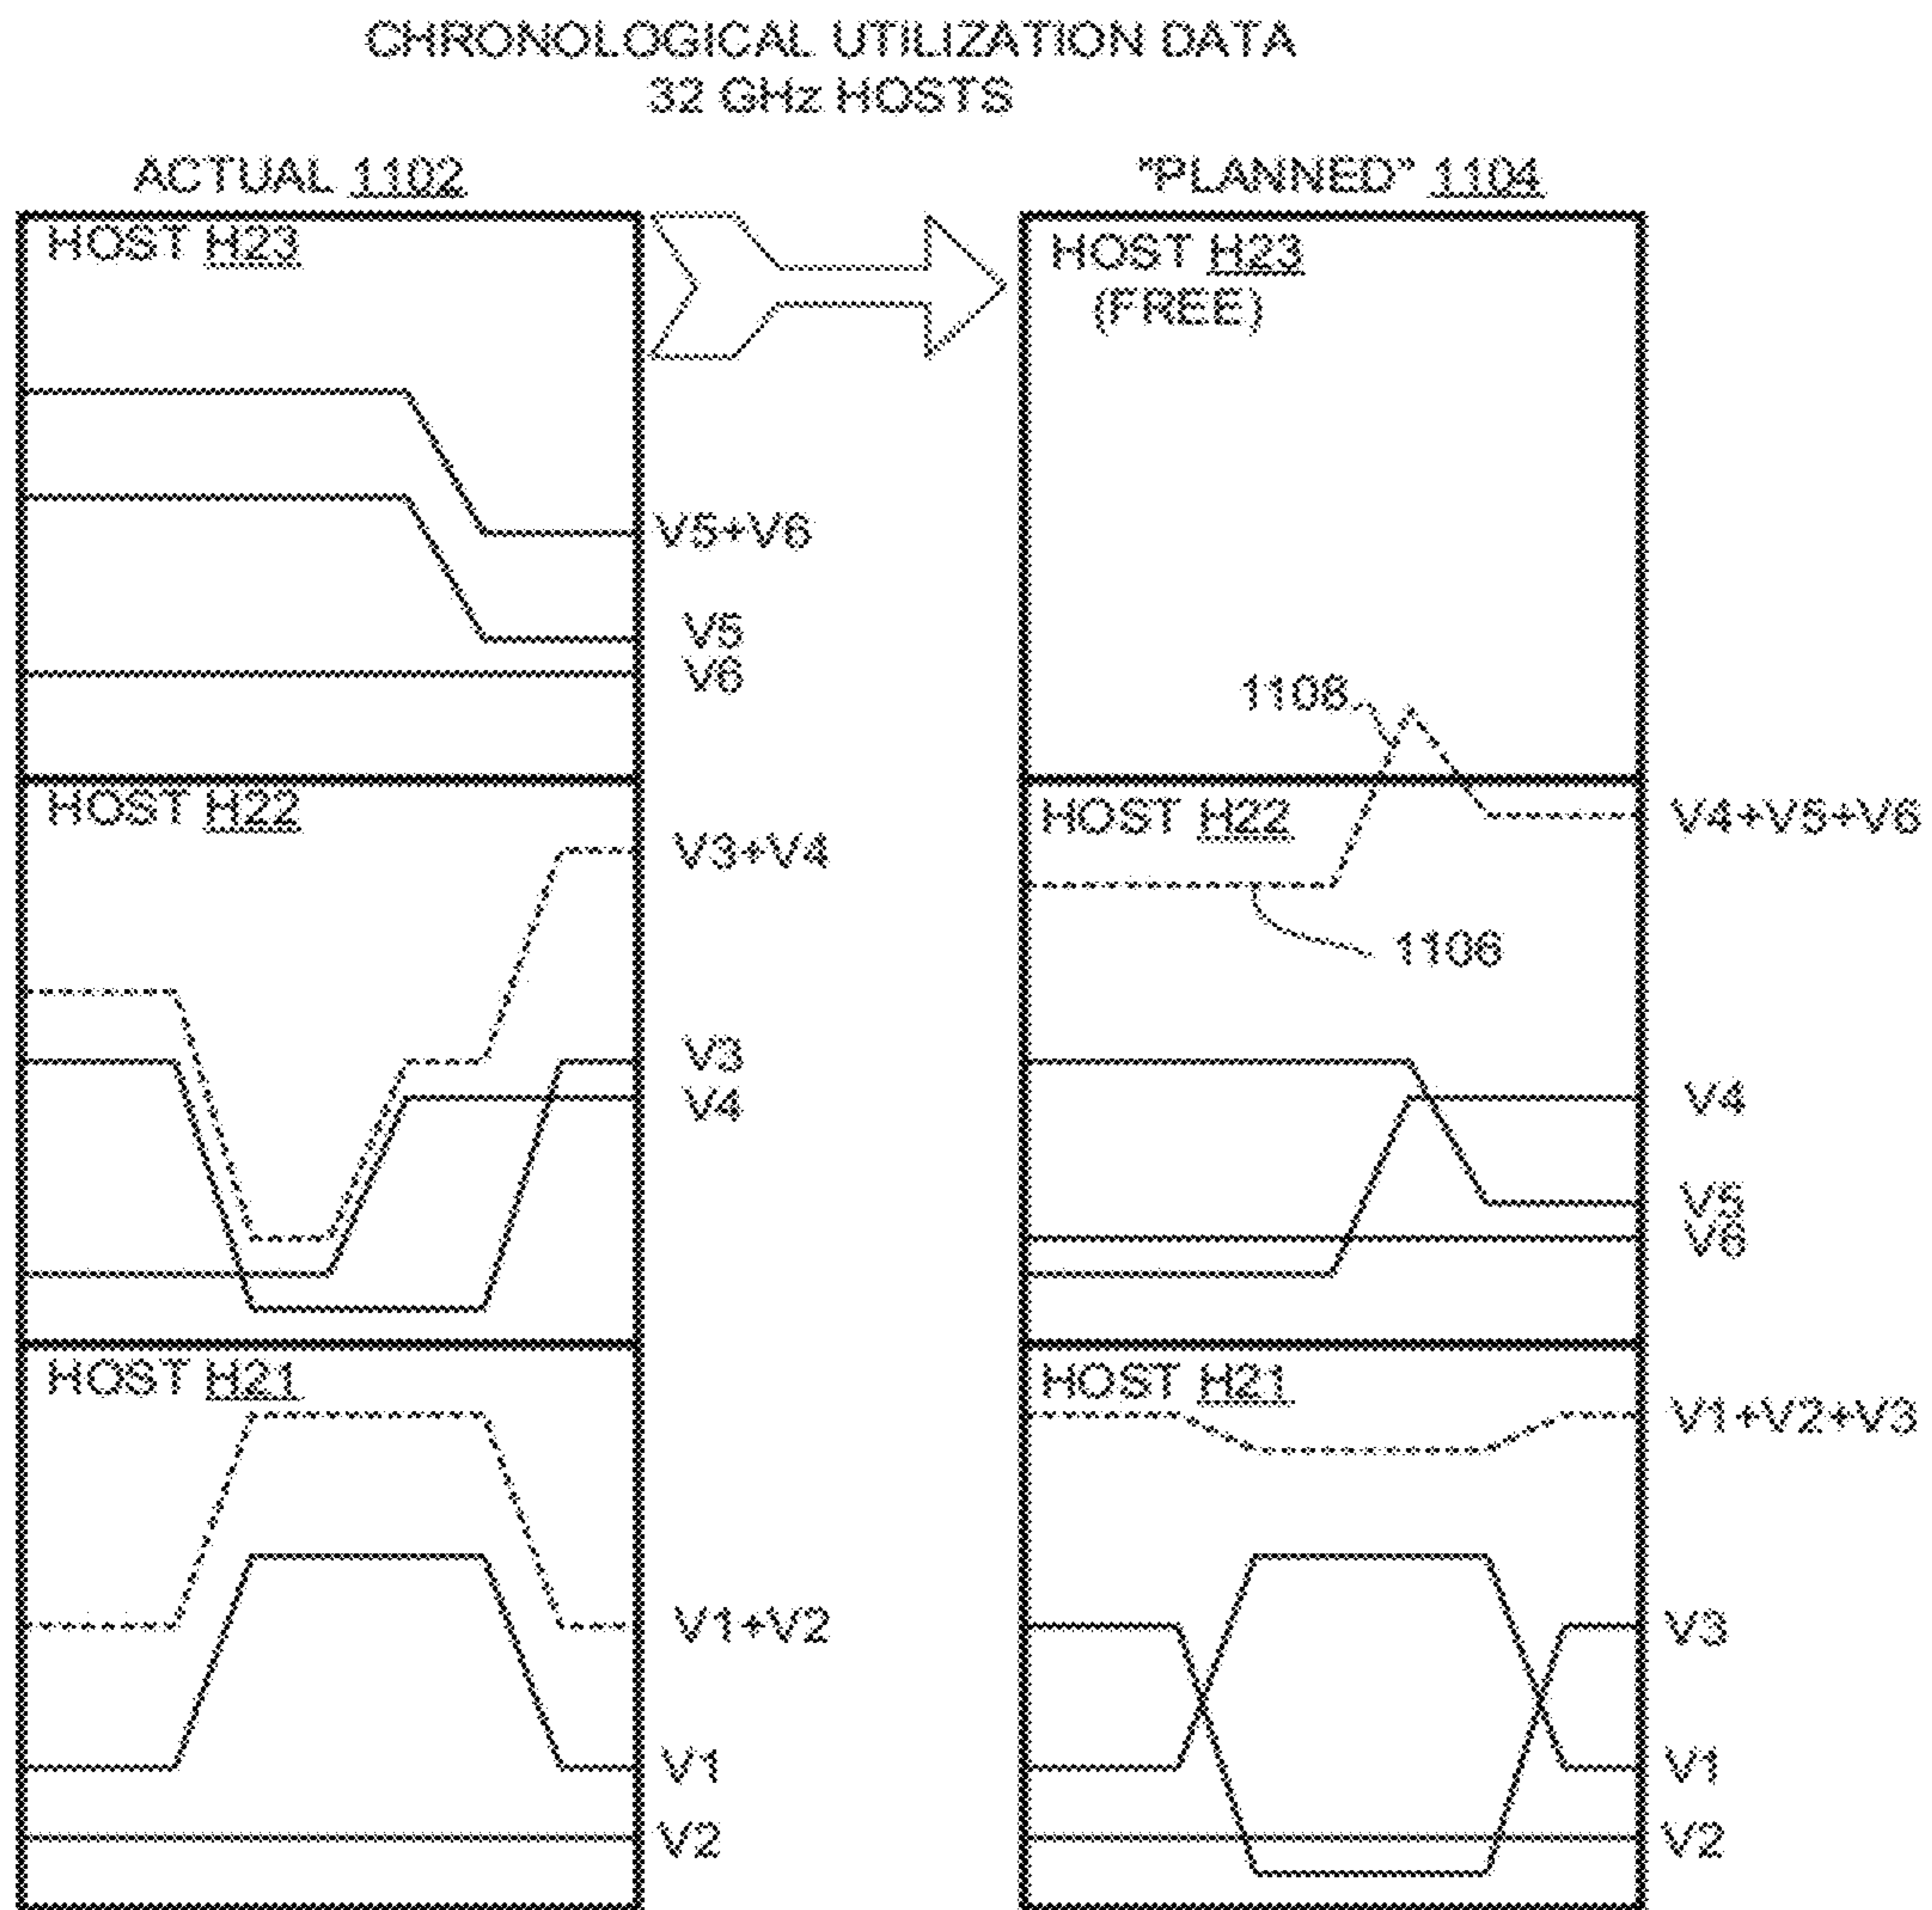 CHRONOLOGICAL UTILIZATION DATA
32 GHz HOSTS
ACTUAL 1102
"PLANNED" 1104
HOST H23
V5+V6
V5
V6
HOST H22
V3+V4
V3
V4
HOST H21
V1+V2
V1
V2
HOST H23
(FREE)
1108
HOST H22
V4+V5+V6
1106
V4
V5
V6
HOST H21
V1+V2+V3
V3
V1
V2